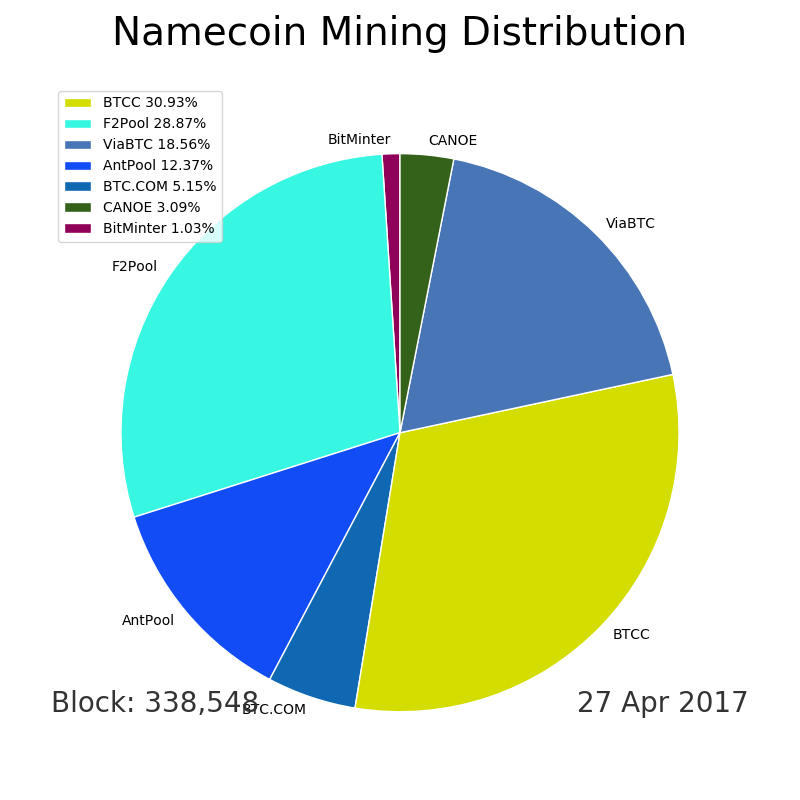 Namecoin Mining Distribution
BTCC 30.93%
F2Pool 28.87%
ViaBTC 18.56%
AntPool 12.37%
BTC.COM 5.15%
CANOE 3.09%
BitMinter 1.03%
BitMinter
CANOE
ViaBTC
F2Pool
AntPool
BTCC
Block: 338,548
27 Apr 2017
BTC.COM